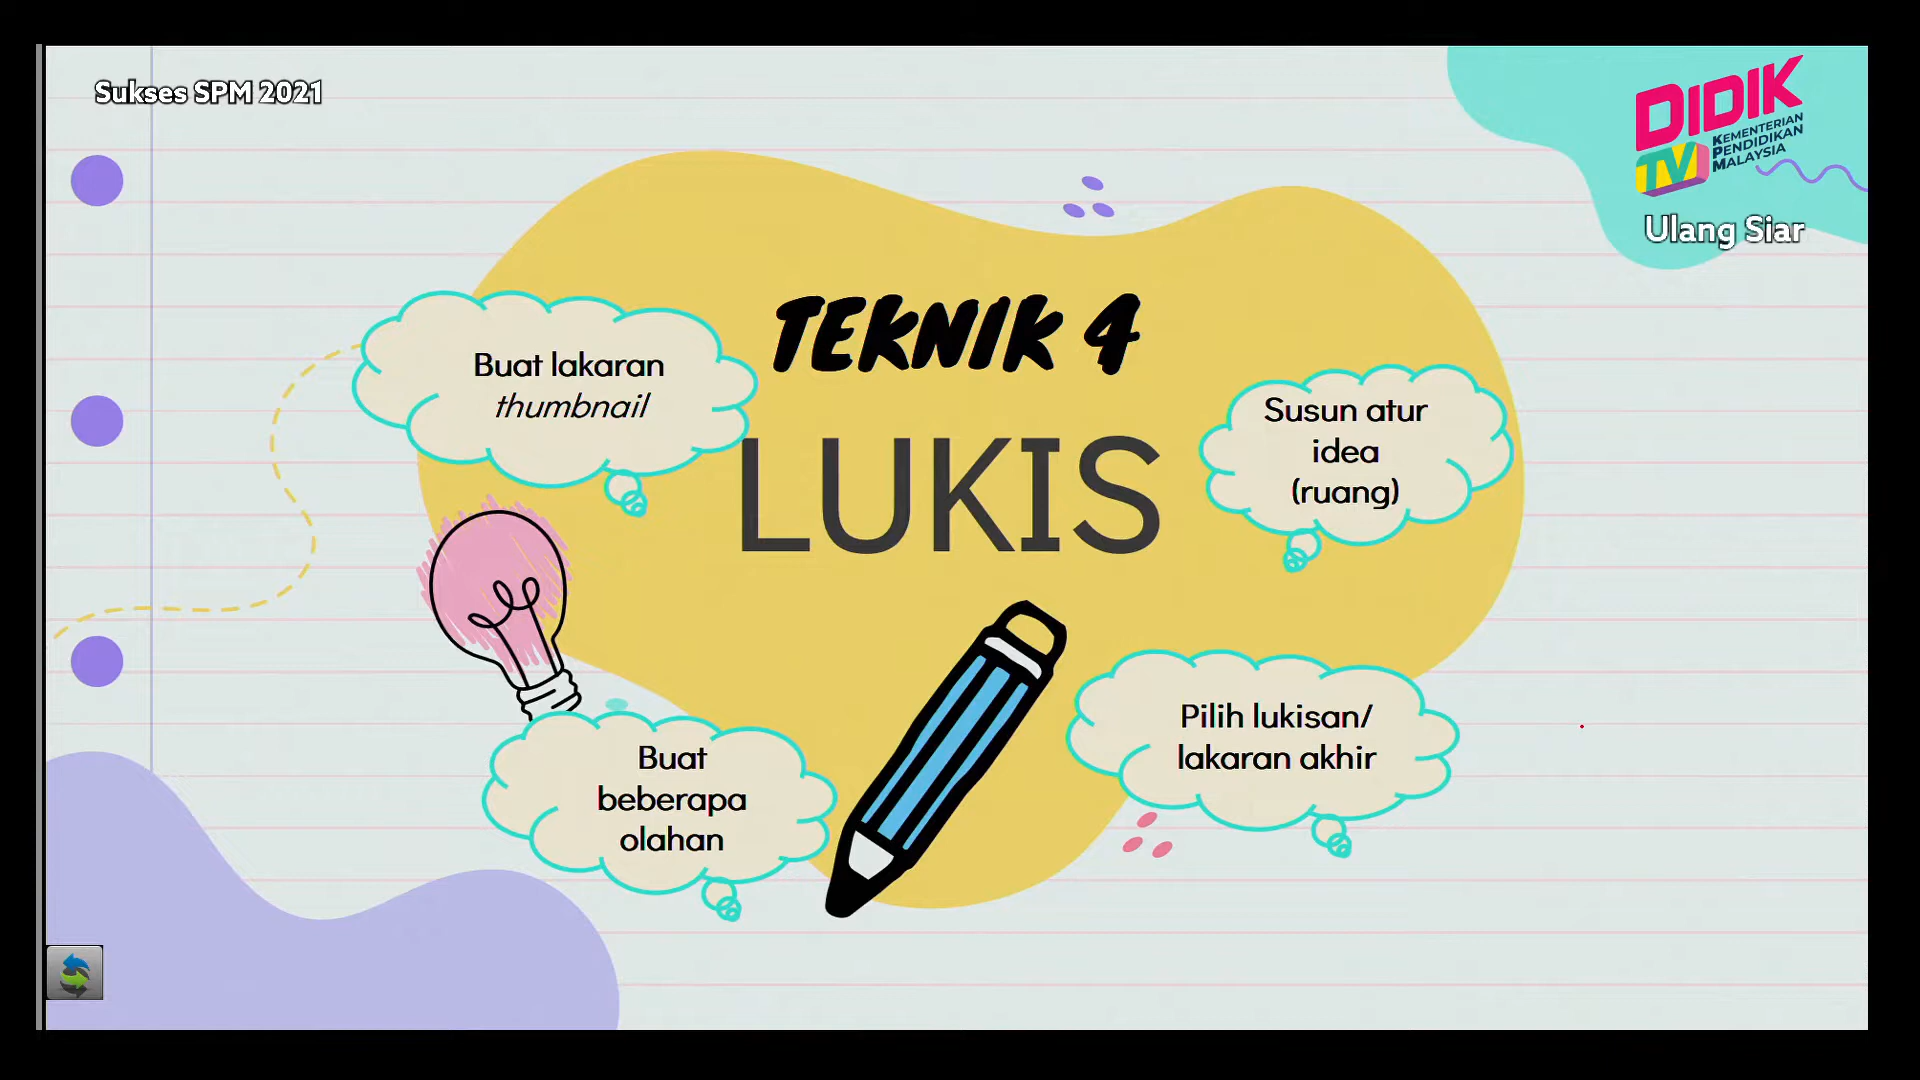 Sukses SPM 2021
DIDIK
TV
KEMENTERIAN
PENDIDIKAN
MALAYSIA
Ulang Siar
TEKNIK 4
LUKIS
Buat lakaran
thumbnail
Susun atur
idea
(ruang)
Buat
beberapa
olahan
Pilih lukisan/
lakaran akhir